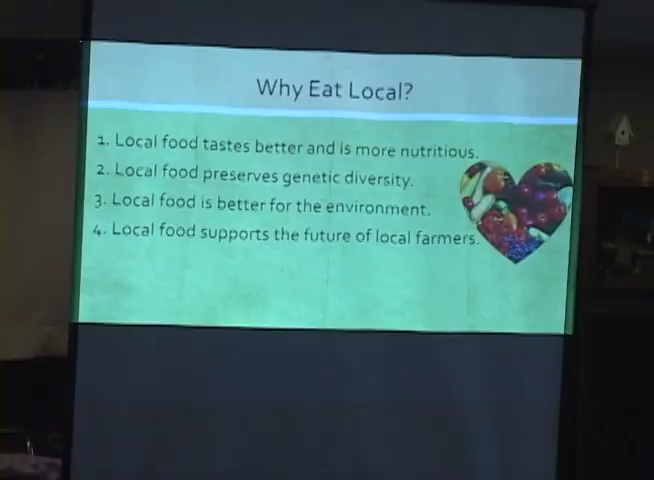 Why Eat Local?
1. Local food tastes better and is more nutritious.
2. Local food preserves genetic diversity.
3. Local food is better for the environment.
4. Local food supports the future of local farmers.